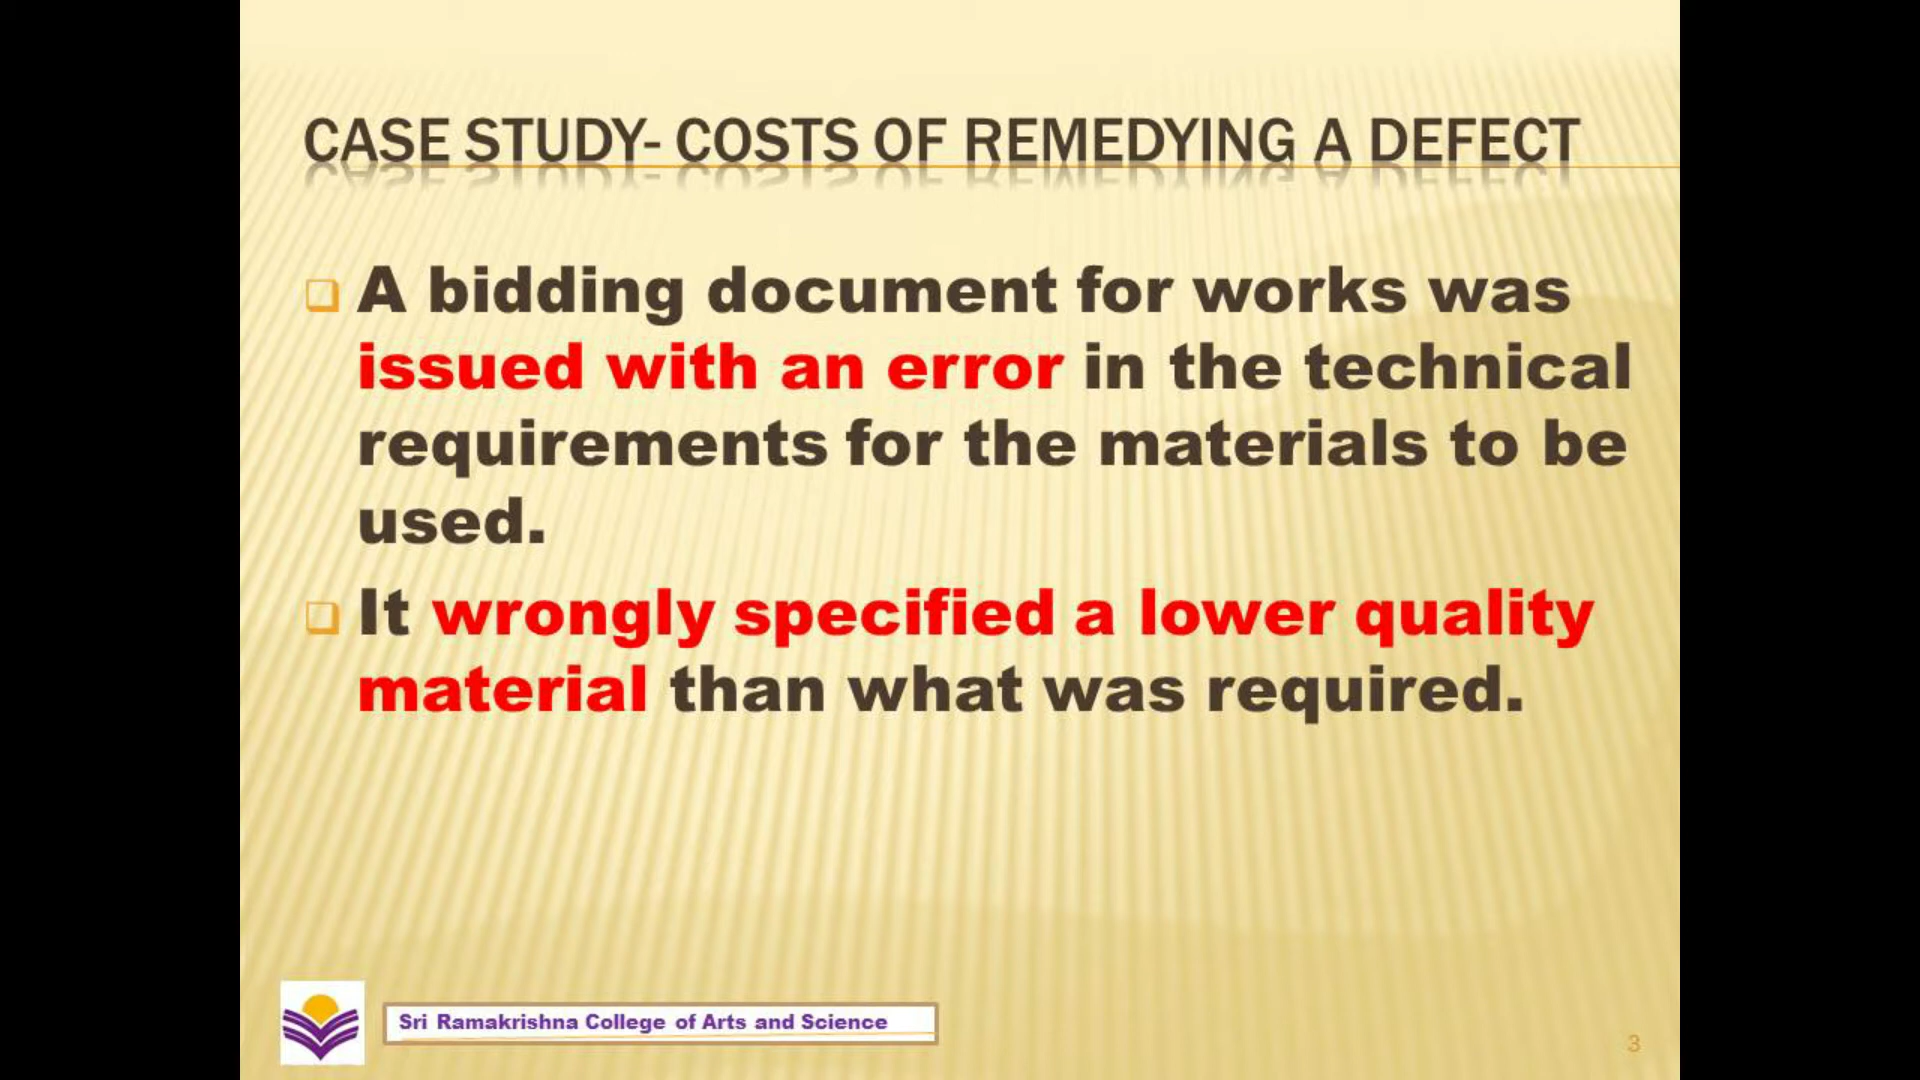 CASE STUDY- COSTS OF REMEDYING A DEFECT
A bidding document for works was
issued with an error in the technical
requirements for the materials to be
used.
It wrongly specified a lower quality
material than what was required.
Sri Ramakrishna College of Arts and Science
3